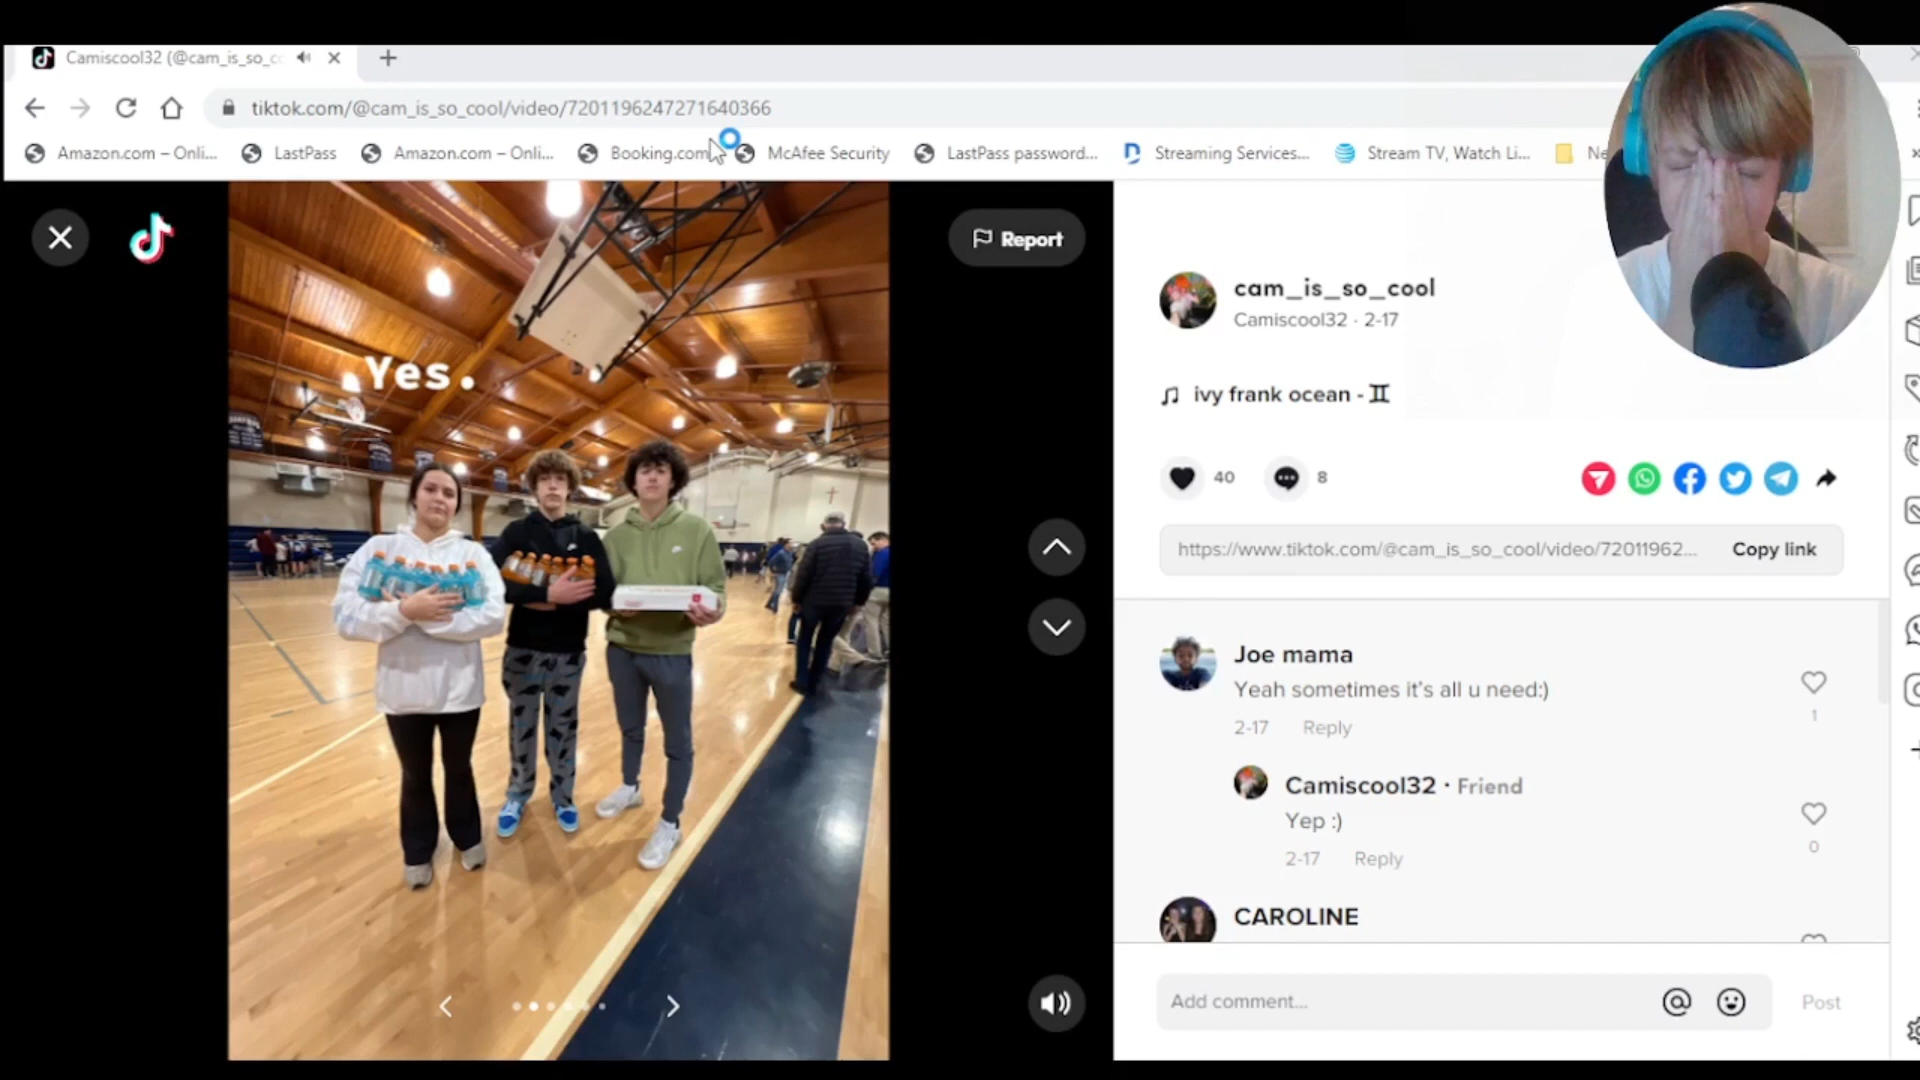 Camiscool32 (@cam_is_so_cc
tiktok.com/@cam_is_so_cool/video/7201196247271640366
Amazon.com – Onli...
LastPass
Amazon.com – Onli...
Booking.com
McAfee Security
LastPass password...
Streaming Services...
Stream TV, Watch Li...
Ne
Report
Yes.
cam_is_so_cool
Camiscool32 · 2-17
ivy frank ocean - ♊
40
8
https://www.tiktok.com/@cam_is_so_cool/video/72011962...
Copy link
Joe mama
Yeah sometimes it's all u need:)
1
2-17 Reply
Camiscool32 · Friend
Yep :)
0
2-17 Reply
CAROLINE
Add comment...
Post